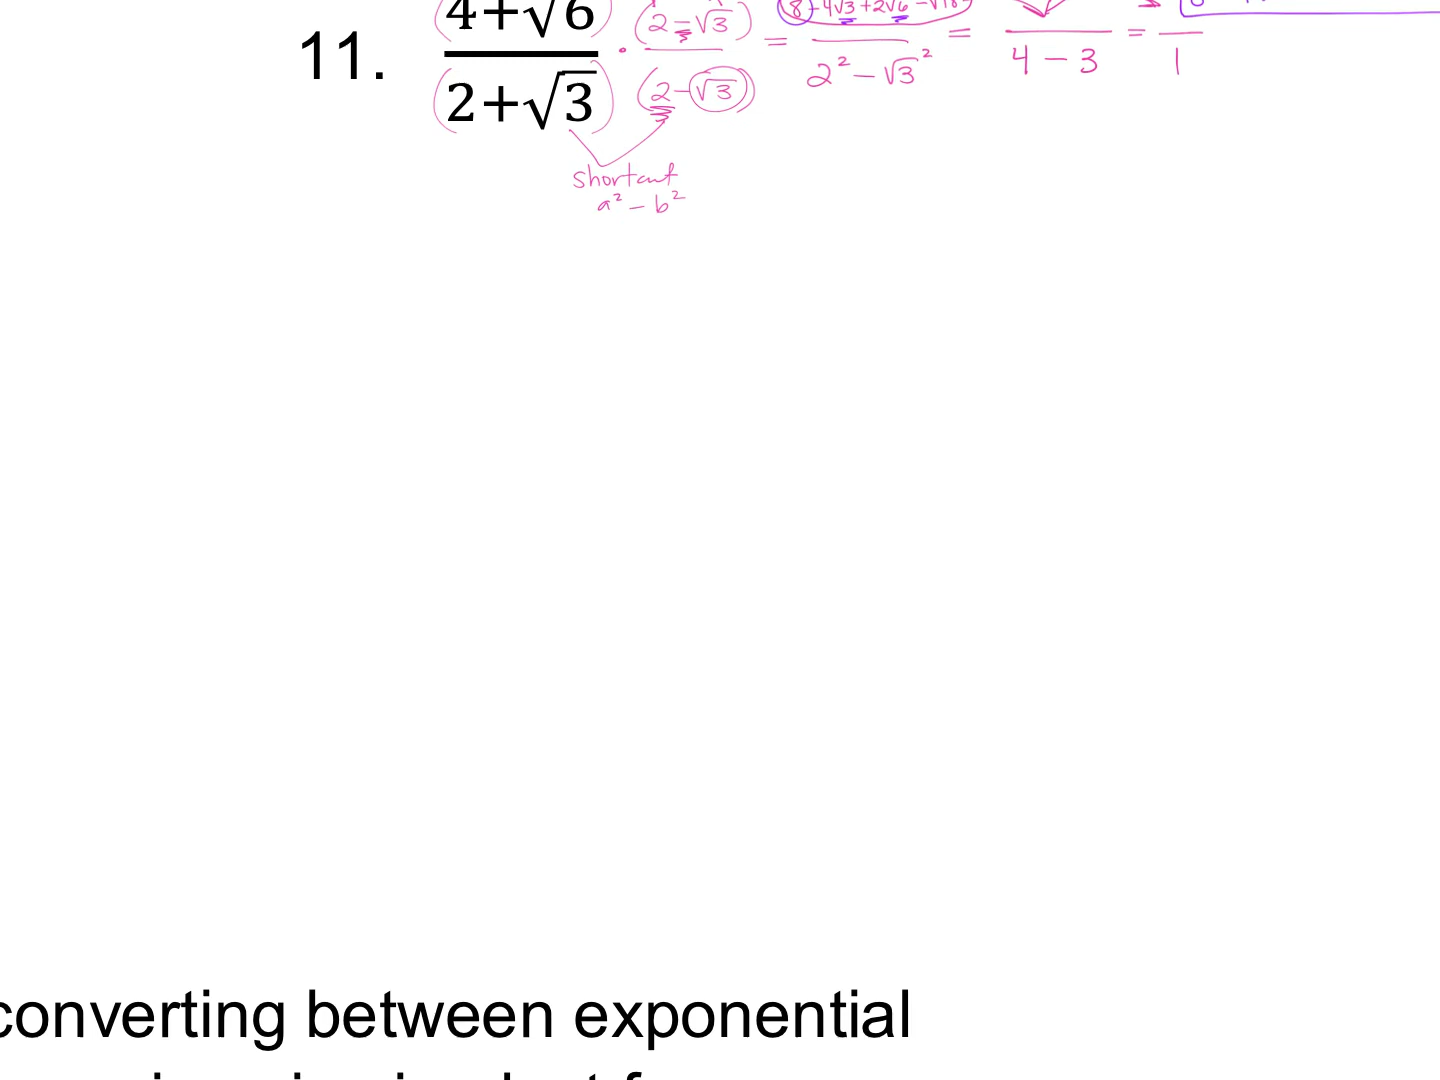 11. (4+√6)/(2+√3) · (2-√3)/(2-√3) = (8-4√3+2√6-√18)/(2²-√3²) = /(4-3) = /1
shortcut
a² - b²
converting between exponential